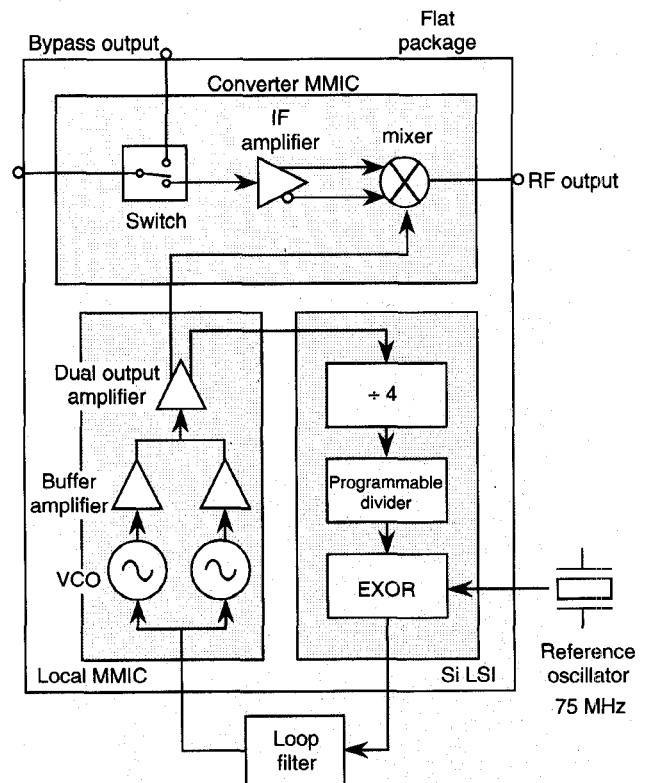 Flat
package
Bypass output
Converter MMIC
IF
amplifier
mixer
Switch
RF output
Dual output
amplifier
÷ 4
Buffer
amplifier
Programmable
divider
VCO
EXOR
Local MMIC
Si LSI
Reference
oscillator
75 MHz
Loop
filter